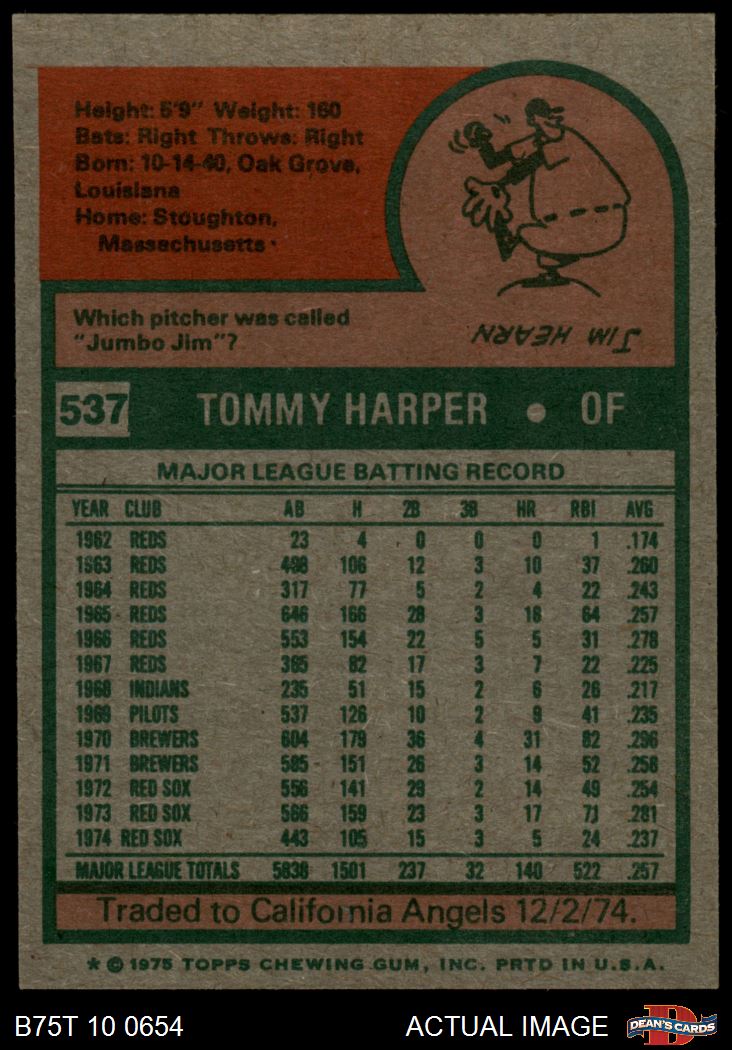 Height: 5'9" Weight: 160
Bats: Right Throws: Right
Born: 10-14-40, Oak Grove,
Louisiana
Home: Stoughton,
Massachusetts
Which pitcher was called
"Jumbo Jim"?
JIM HEARN
537 TOMMY HARPER • OF
MAJOR LEAGUE BATTING RECORD
YEAR CLUB AB H 2B 3B HR RBI AVG
1962 REDS 23 4 0 0 0 1 .174
1963 REDS 408 106 12 3 10 37 .260
1964 REDS 317 77 5 2 4 22 .243
1965 REDS 646 166 28 3 18 64 .257
1966 REDS 553 154 22 5 5 31 .278
1967 REDS 365 82 17 3 7 22 .225
1968 INDIANS 235 51 15 2 6 26 .217
1969 PILOTS 537 126 10 2 9 41 .235
1970 BREWERS 604 179 36 4 31 82 .296
1971 BREWERS 585 151 26 3 14 52 .258
1972 RED SOX 556 141 29 2 14 49 .254
1973 RED SOX 566 159 23 3 17 71 .281
1974 RED SOX 443 105 15 3 5 24 .237
MAJOR LEAGUE TOTALS 5838 1501 237 32 140 522 .257
Traded to California Angels 12/2/74.
* © 1975 TOPPS CHEWING GUM, INC. PRTD IN U.S.A.
B75T 10 0654 ACTUAL IMAGE DEAN'S CARDS